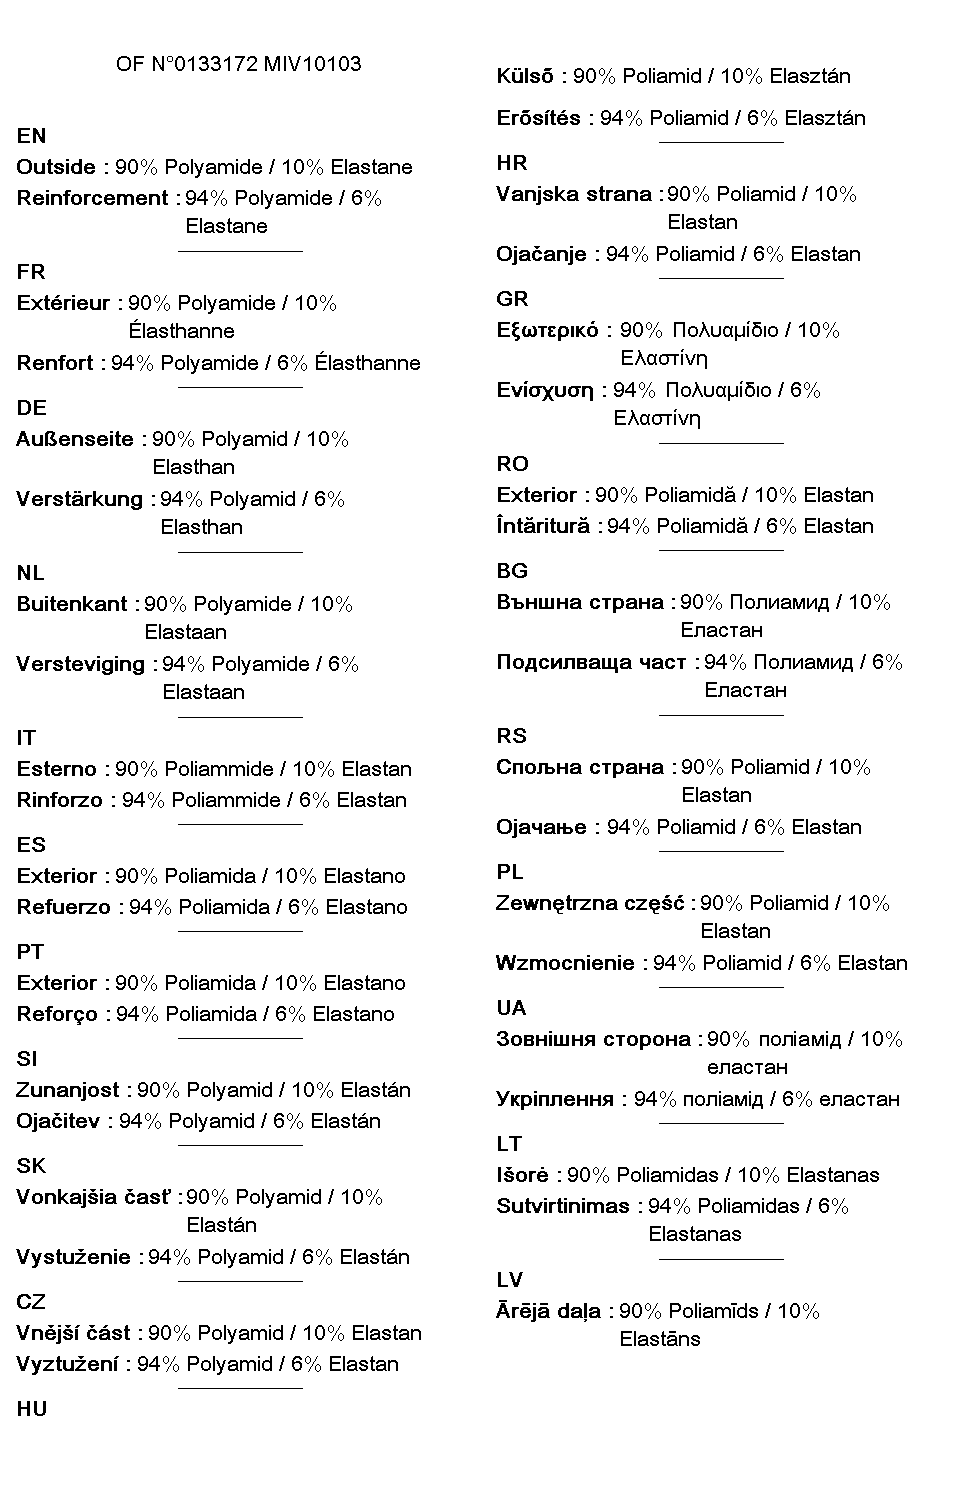 OF N°0133172 MIV10103
EN
Outside : 90% Polyamide / 10% Elastane
Reinforcement : 94% Polyamide / 6%
Elastane
FR
Extérieur : 90% Polyamide / 10%
Élasthanne
Renfort : 94% Polyamide / 6% Élasthanne
DE
Außenseite : 90% Polyamid / 10%
Elasthan
Verstärkung : 94% Polyamid / 6%
Elasthan
NL
Buitenkant : 90% Polyamide / 10%
Elastaan
Versteviging : 94% Polyamide / 6%
Elastaan
IT
Esterno : 90% Poliammide / 10% Elastan
Rinforzo : 94% Poliammide / 6% Elastan
ES
Exterior : 90% Poliamida / 10% Elastano
Refuerzo : 94% Poliamida / 6% Elastano
PT
Exterior : 90% Poliamida / 10% Elastano
Reforço : 94% Poliamida / 6% Elastano
SI
Zunanjost : 90% Polyamid / 10% Elastán
Ojačitev : 94% Polyamid / 6% Elastán
SK
Vonkajšia časť : 90% Polyamid / 10%
Elastán
Vystuženie : 94% Polyamid / 6% Elastán
CZ
Vnější část : 90% Polyamid / 10% Elastan
Vyztužení : 94% Polyamid / 6% Elastan
HU
Külső : 90% Poliamid / 10% Elasztán
Erősítés : 94% Poliamid / 6% Elasztán
HR
Vanjska strana : 90% Poliamid / 10%
Elastan
Ojačanje : 94% Poliamid / 6% Elastan
GR
Εξωτερικό : 90% Πολυαμίδιο / 10%
Ελαστίνη
Ενίσχυση : 94% Πολυαμίδιο / 6%
Ελαστίνη
RO
Exterior : 90% Poliamidă / 10% Elastan
Întăritură : 94% Poliamidă / 6% Elastan
BG
Външна страна : 90% Полиамид / 10%
Еластан
Подсилваща част : 94% Полиамид / 6%
Еластан
RS
Спољна страна : 90% Poliamid / 10%
Elastan
Ојачање : 94% Poliamid / 6% Elastan
PL
Zewnętrzna część : 90% Poliamid / 10%
Elastan
Wzmocnienie : 94% Poliamid / 6% Elastan
UA
Зовнішня сторона : 90% поліамід / 10%
еластан
Укріплення : 94% поліамід / 6% еластан
LT
Išorė : 90% Poliamidas / 10% Elastanas
Sutvirtinimas : 94% Poliamidas / 6%
Elastanas
LV
Ārējā daļa : 90% Poliamīds / 10%
Elastāns